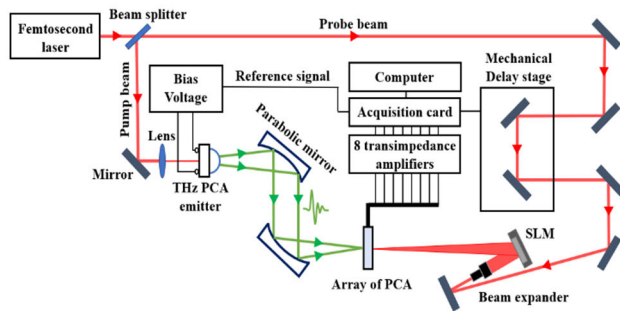 Femtosecond
laser
Beam splitter
Probe beam
Pump beam
Bias
Voltage
Reference signal
Computer
Acquisition card
8 transimpedance
amplifiers
Mechanical
Delay stage
Lens
Mirror
THz PCA
emitter
Parabolic mirror
Array of PCA
SLM
Beam expander